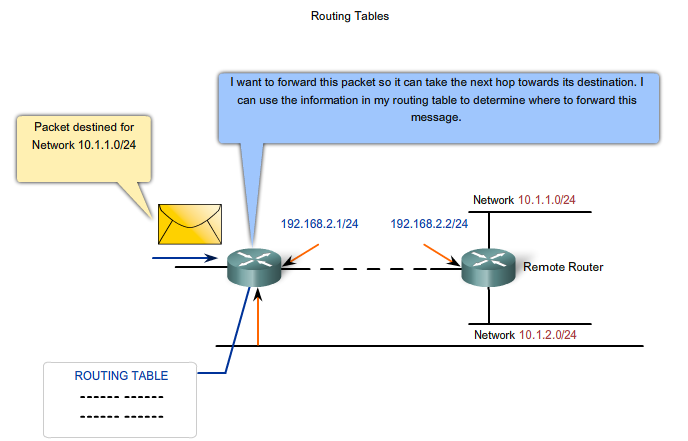 Routing Tables
I want to forward this packet so it can take the next hop towards its destination. I
can use the information in my routing table to determine where to forward this
message.
Packet destined for
Network 10.1.1.0/24
Network 10.1.1.0/24
192.168.2.1/24
192.168.2.2/24
Remote Router
Network 10.1.2.0/24
ROUTING TABLE